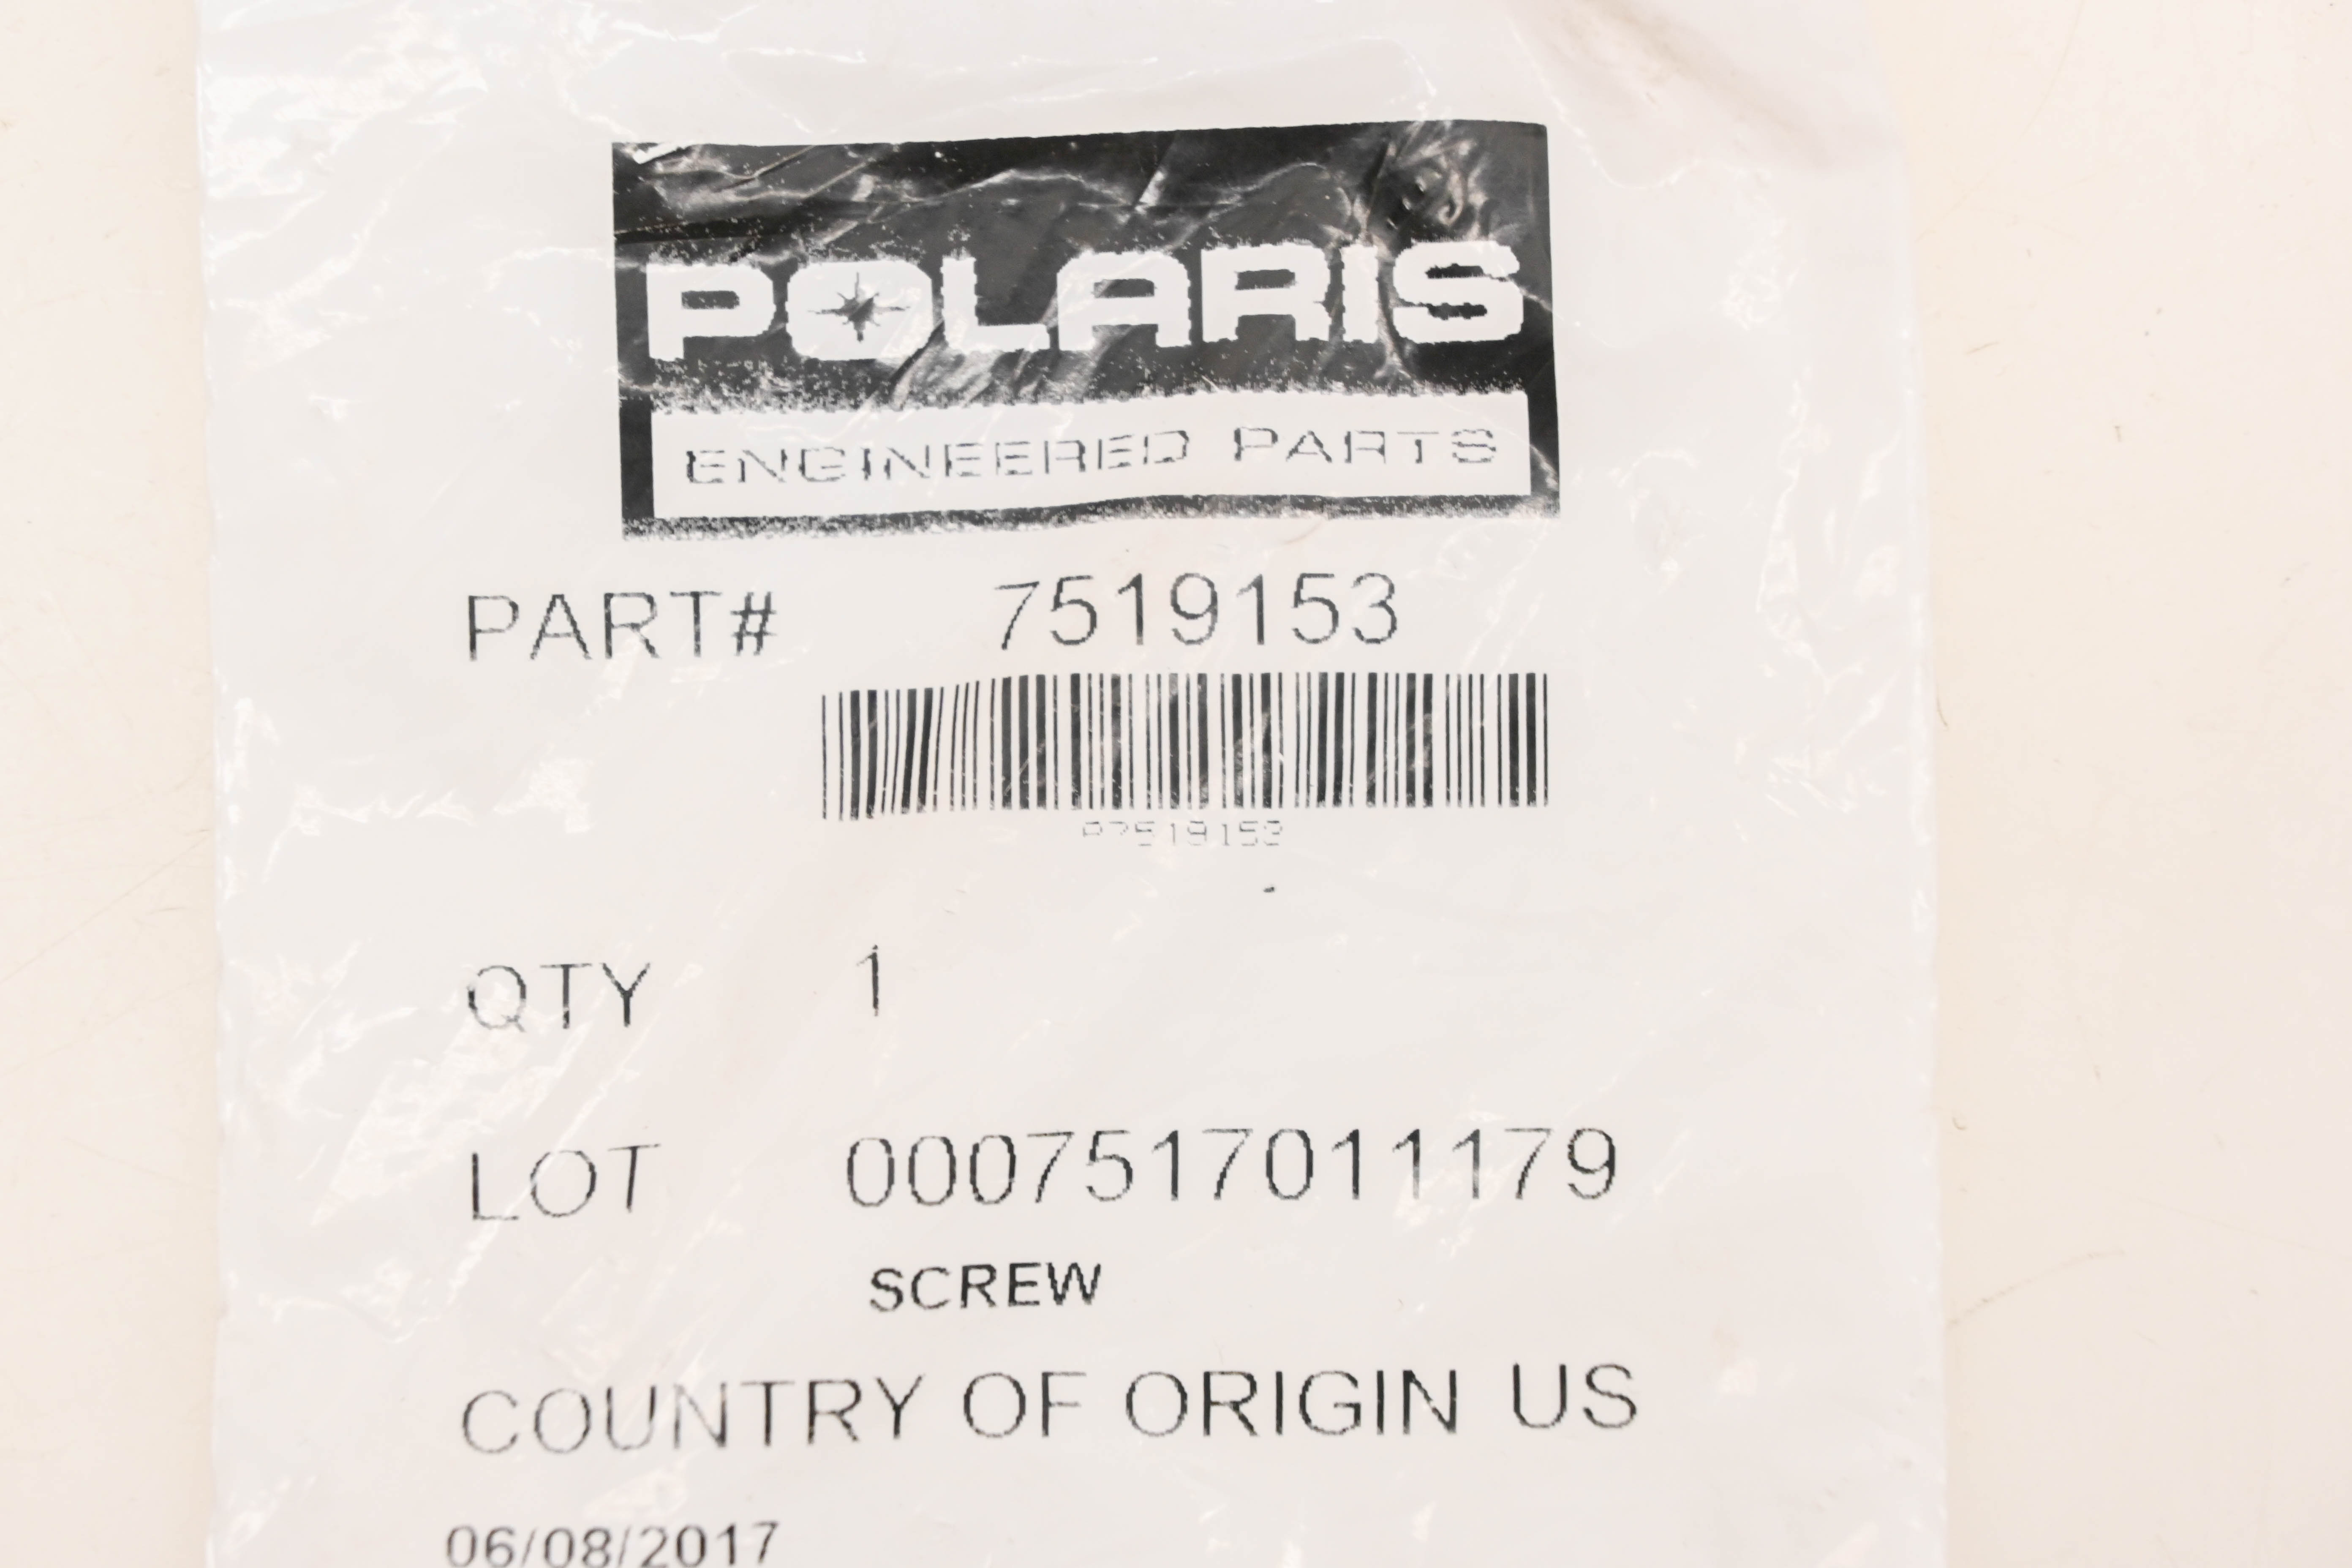 POLARIS
ENGINEERED PARTS
PART# 7519153
P7519153
QTY 1
LOT 0007517011179
SCREW
COUNTRY OF ORIGIN US
06/08/2017